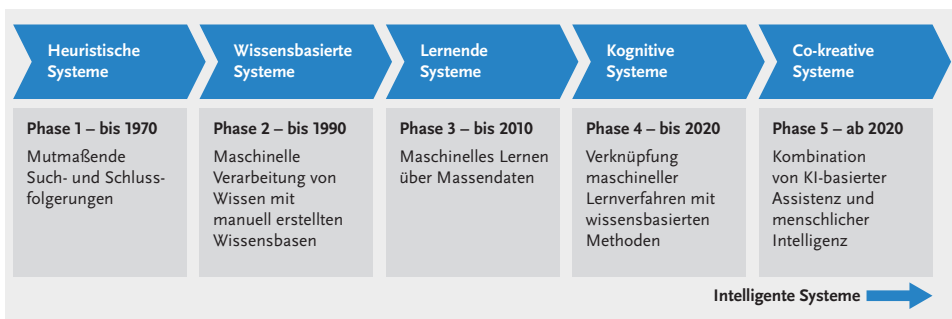 Heuristische
Systeme
Wissensbasierte
Systeme
Lernende
Systeme
Kognitive
Systeme
Co-kreative
Systeme
Phase 1 – bis 1970
Mutmaßende
Such- und Schluss-
folgerungen
Phase 2 – bis 1990
Maschinelle
Verarbeitung von
Wissen mit
manuell erstellten
Wissensbasen
Phase 3 – bis 2010
Maschinelles Lernen
über Massendaten
Phase 4 – bis 2020
Verknüpfung
maschineller
Lernverfahren mit
wissensbasierten
Methoden
Phase 5 – ab 2020
Kombination
von KI-basierter
Assistenz und
menschlicher
Intelligenz
Intelligente Systeme